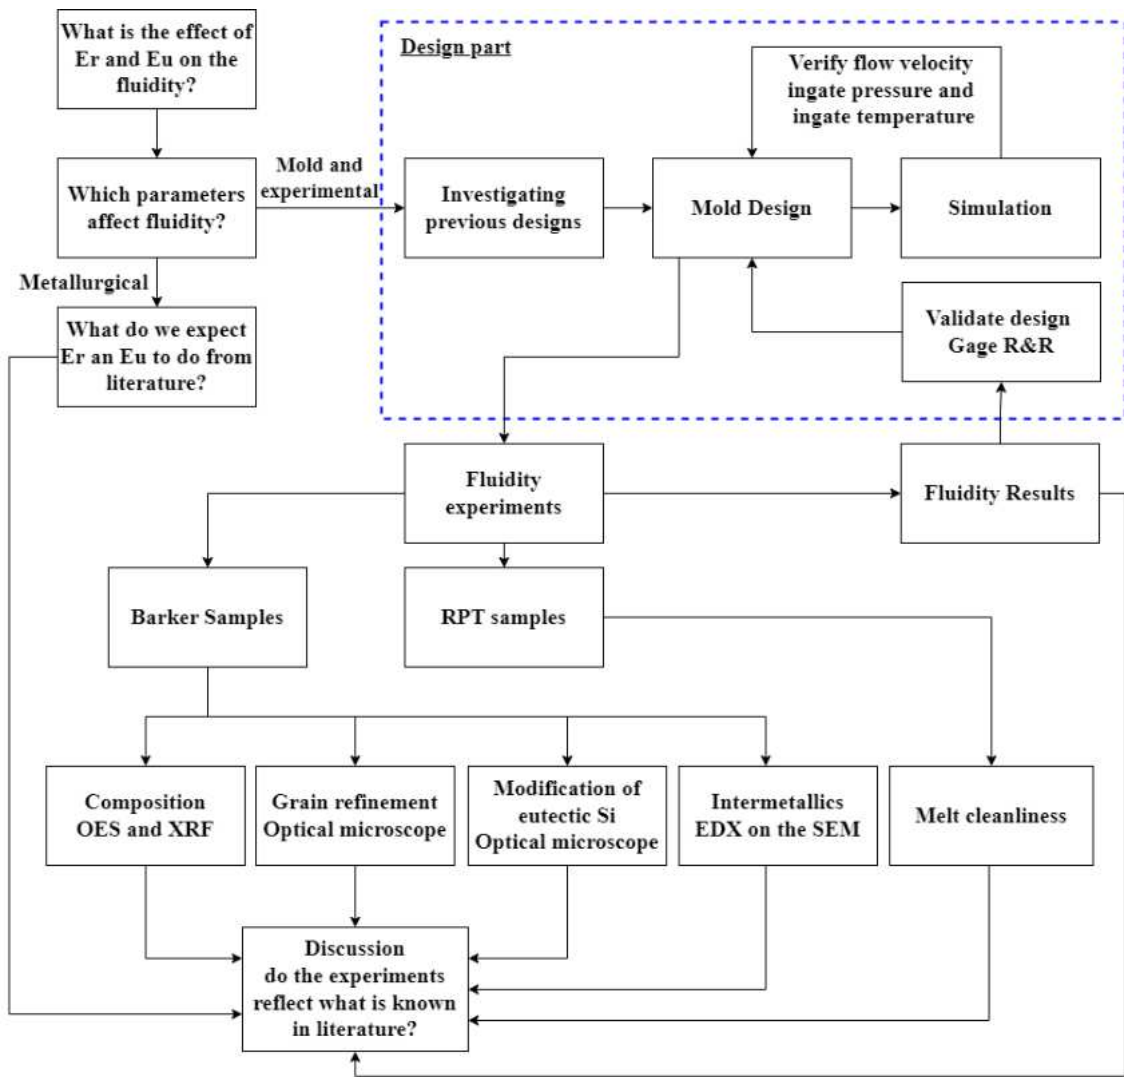 What is the effect of
Er and Eu on the
fluidity?
Design part
Verify flow velocity
ingate pressure and
ingate temperature
Which parameters
affect fluidity?
Mold and
experimental
Investigating
previous designs
Mold Design
Simulation
Metallurgical
What do we expect
Er an Eu to do from
literature?
Validate design
Gage R&R
Fluidity
experiments
Fluidity Results
Barker Samples
RPT samples
Composition
OES and XRF
Grain refinement
Optical microscope
Modification of
eutectic Si
Optical microscope
Intermetallics
EDX on the SEM
Melt cleanliness
Discussion
do the experiments
reflect what is known
in literature?